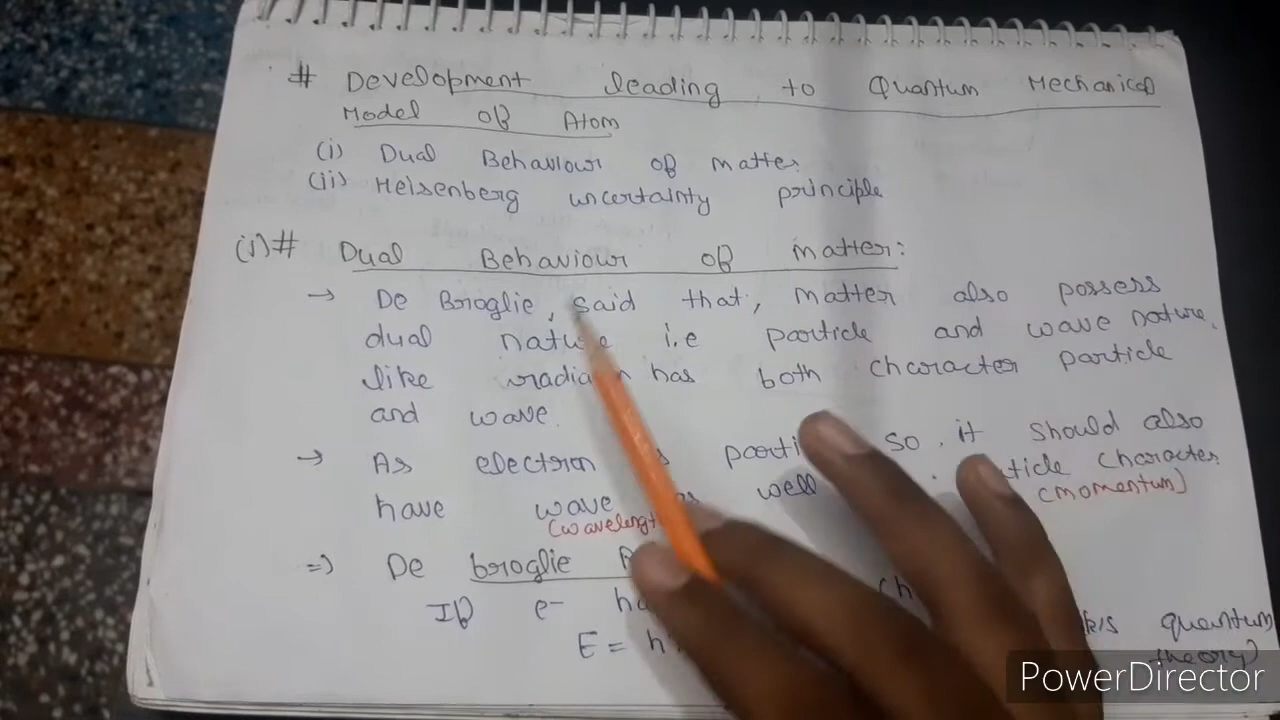 # Development leading to Quantum Mechanical
Model of Atom
(i) Dual Behaviour of matter
(ii) Heisenberg uncertainty principle
(i) # Dual Behaviour of matter:
→ De Broglie, said that, matter also possess
dual nature i.e particle and wave nature.
like has both character particle
and wave.
→ As electron so, it should also
have wave as well character
(wavelength (momentum)
⇒ De broglie
If e-
E = quantum
theory)
PowerDirector